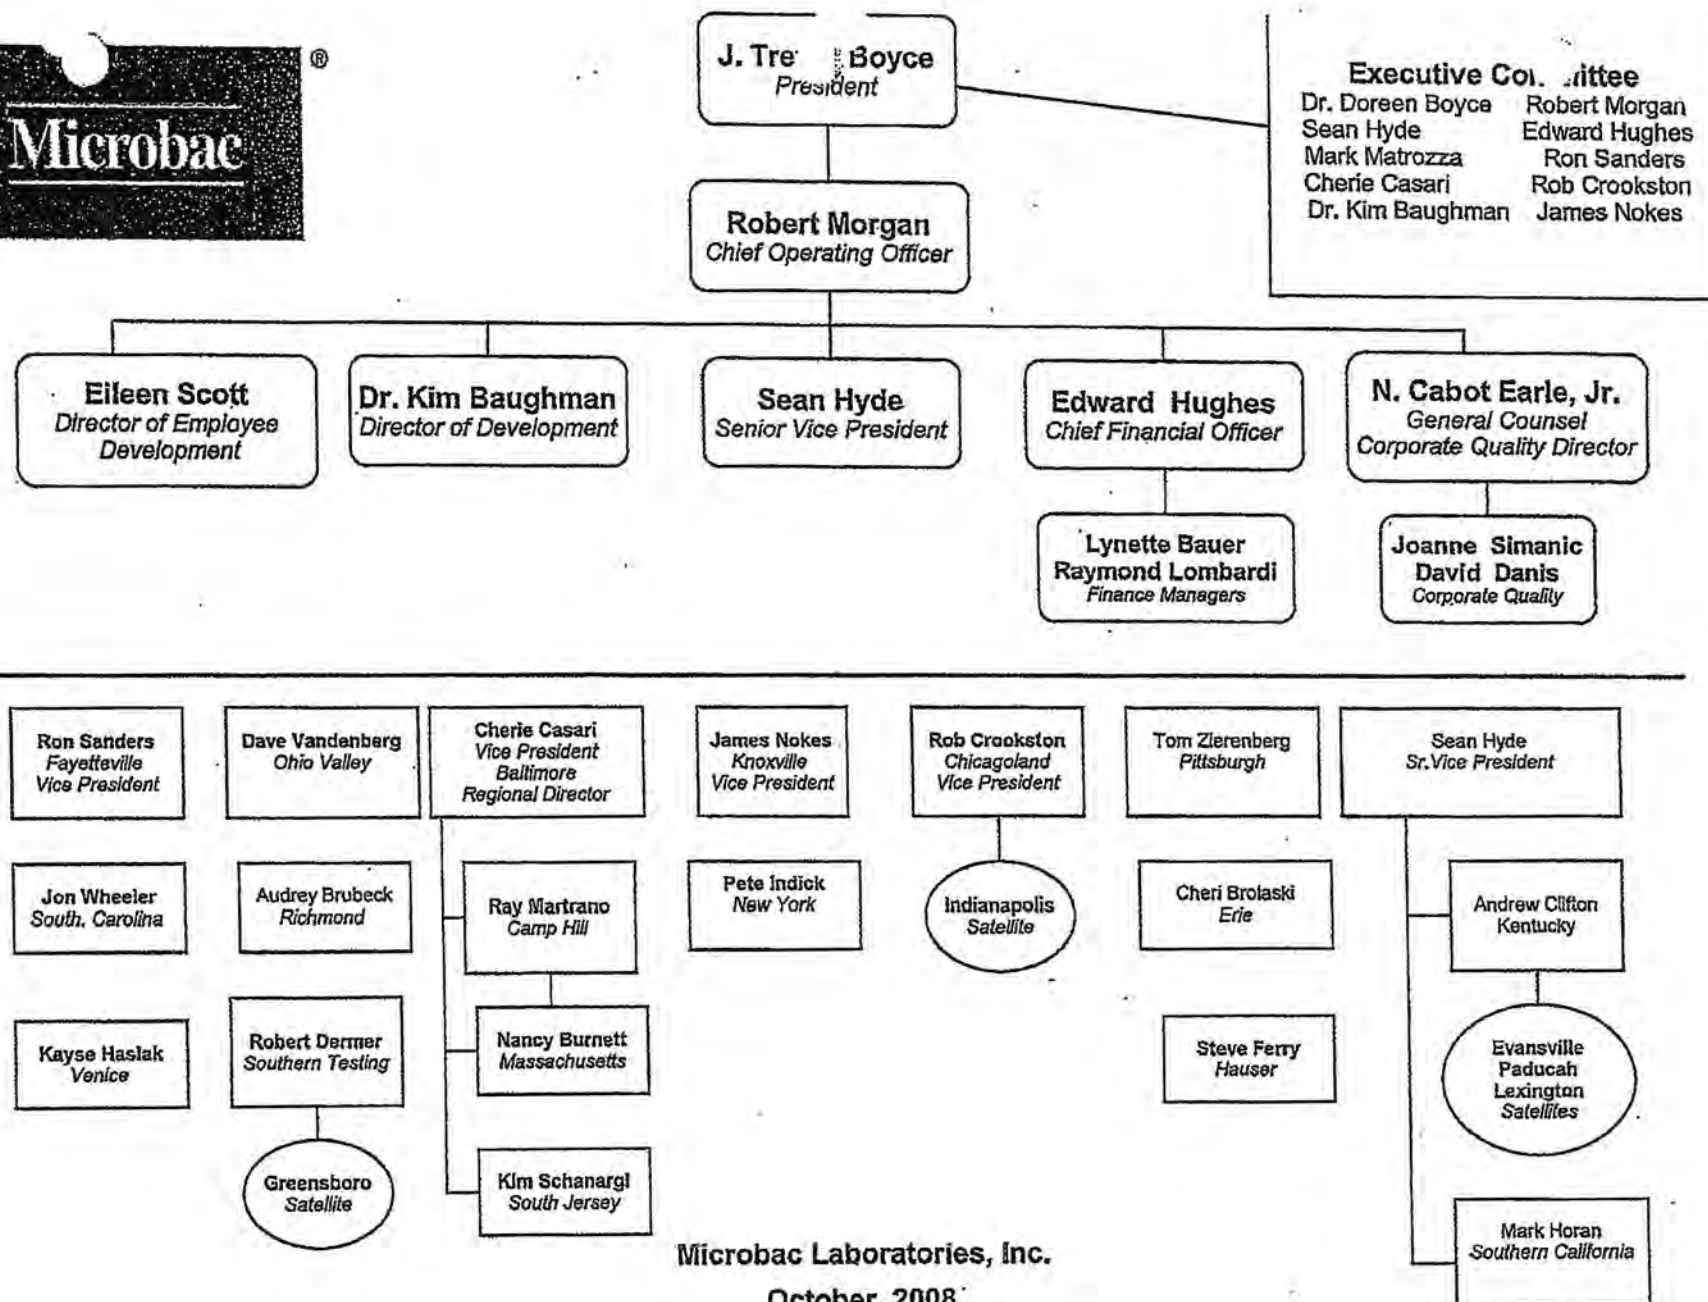 Microbac
®
J. Tre Boyce
President
Executive
Dr. Doreen Boyce Robert Morgan
Sean Hyde Edward Hughes
Mark Matrozza Ron Sanders
Cherie Casari Rob Crookston
Dr. Kim Baughman James Nokes
Robert Morgan
Chief Operating Officer
Eileen Scott
Director of Employee
Development
Dr. Kim Baughman
Director of Development
Sean Hyde
Senior Vice President
Edward Hughes
Chief Financial Officer
N. Cabot Earle, Jr.
General Counsel
Corporate Quality Director
Lynette Bauer
Raymond Lombardi
Finance Managers
Joanne Simanic
David Danis
Corporate Quality
Ron Sanders
Fayetteville
Vice President
Dave Vandenberg
Ohio Valley
Cherie Casari
Vice President
Baltimore
Regional Director
James Nokes
Knoxville
Vice President
Rob Crookston
Chicagoland
Vice President
Tom Zierenberg
Pittsburgh
Sean Hyde
Sr. Vice President
Jon Wheeler
South. Carolina
Audrey Brubeck
Richmond
Ray Martrano
Camp Hill
Pete Indick
New York
Indianapolis
Satellite
Cheri Brolaski
Erie
Andrew Clifton
Kentucky
Kayse Haslak
Venice
Robert Dermer
Southern Testing
Nancy Burnett
Massachusetts
Steve Ferry
Hauser
Evansville
Paducah
Lexington
Satellites
Greensboro
Satellite
Kim Schanargi
South Jersey
Mark Horan
Southern California
Microbac Laboratories, Inc.
October, 2008